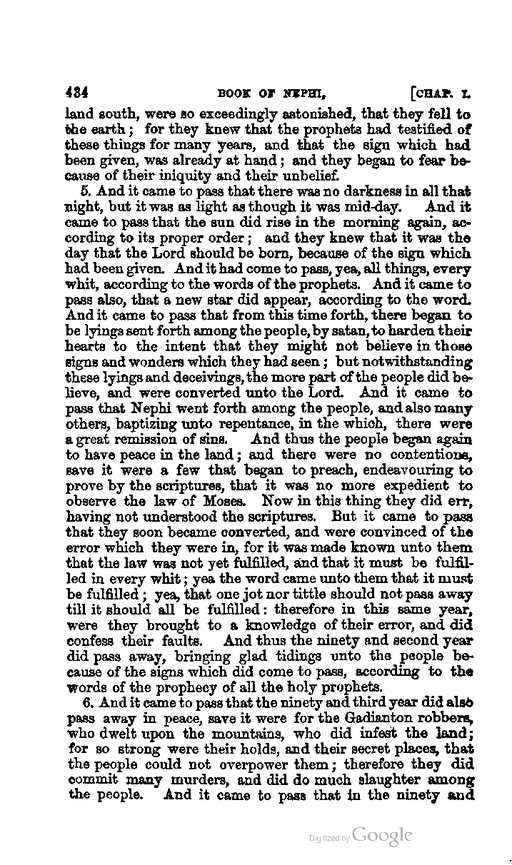 434 BOOK OF NEPHI, [CHAP. I.
land south, were so exceedingly astonished, that they fell to
the earth; for they knew that the prophets had testified of
these things for many years, and that the sign which had
been given, was already at hand; and they began to fear be-
cause of their iniquity and their unbelief.
5. And it came to pass that there was no darkness in all that
night, but it was as light as though it was mid-day. And it
came to pass that the sun did rise in the morning again, ac-
cording to its proper order; and they knew that it was the
day that the Lord should be born, because of the sign which
had been given. And it had come to pass, yea, all things, every
whit, according to the words of the prophets. And it came to
pass also, that a new star did appear, according to the word.
And it came to pass that from this time forth, there began to
be lyings sent forth among the people, by satan, to harden their
hearts to the intent that they might not believe in those
signs and wonders which they had seen; but notwithstanding
these lyings and deceivings, the more part of the people did be-
lieve, and were converted unto the Lord. And it came to
pass that Nephi went forth among the people, and also many
others, baptizing unto repentance, in the which, there were
a great remission of sins. And thus the people began again
to have peace in the land; and there were no contentions,
save it were a few that began to preach, endeavouring to
prove by the scriptures, that it was no more expedient to
observe the law of Moses. Now in this thing they did err,
having not understood the scriptures. But it came to pass
that they soon became converted, and were convinced of the
error which they were in, for it was made known unto them
that the law was not yet fulfilled, and that it must be fulfil-
led in every whit; yea the word came unto them that it must
be fulfilled; yea, that one jot nor tittle should not pass away
till it should all be fulfilled: therefore in this same year,
were they brought to a knowledge of their error, and did
confess their faults. And thus the ninety and second year
did pass away, bringing glad tidings unto the people be-
cause of the signs which did come to pass, according to the
words of the prophecy of all the holy prophets.
6. And it came to pass that the ninety and third year did also
pass away in peace, save it were for the Gadianton robbers,
who dwelt upon the mountains, who did infest the land;
for so strong were their holds, and their secret places, that
the people could not overpower them; therefore they did
commit many murders, and did do much slaughter among
the people. And it came to pass that in the ninety and
Digitized by Google